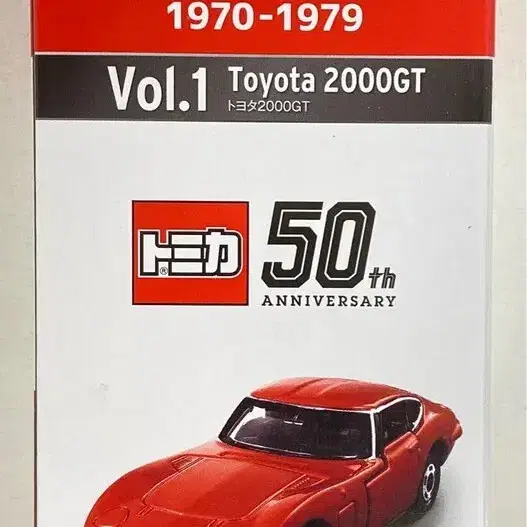 1970-1979
Vol.1 Toyota 2000GT
トヨタ2000GT
トミカ®
50th
ANNIVERSARY